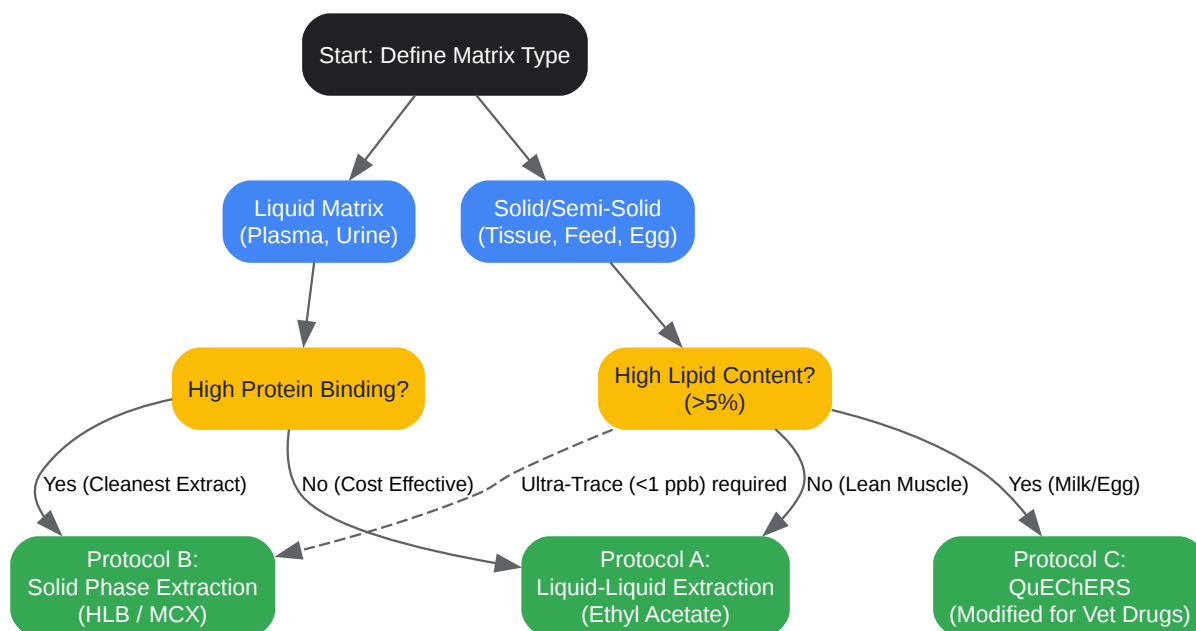 Start: Define Matrix Type
Liquid Matrix
(Plasma, Urine)
Solid/Semi-Solid
(Tissue, Feed, Egg)
High Protein Binding?
High Lipid Content?
(>5%)
Yes (Cleanest Extract)
No (Cost Effective)
Ultra-Trace (<1 ppb) required
No (Lean Muscle)
Yes (Milk/Egg)
Protocol B:
Solid Phase Extraction
(HLB / MCX)
Protocol A:
Liquid-Liquid Extraction
(Ethyl Acetate)
Protocol C:
QuEChERS
(Modified for Vet Drugs)